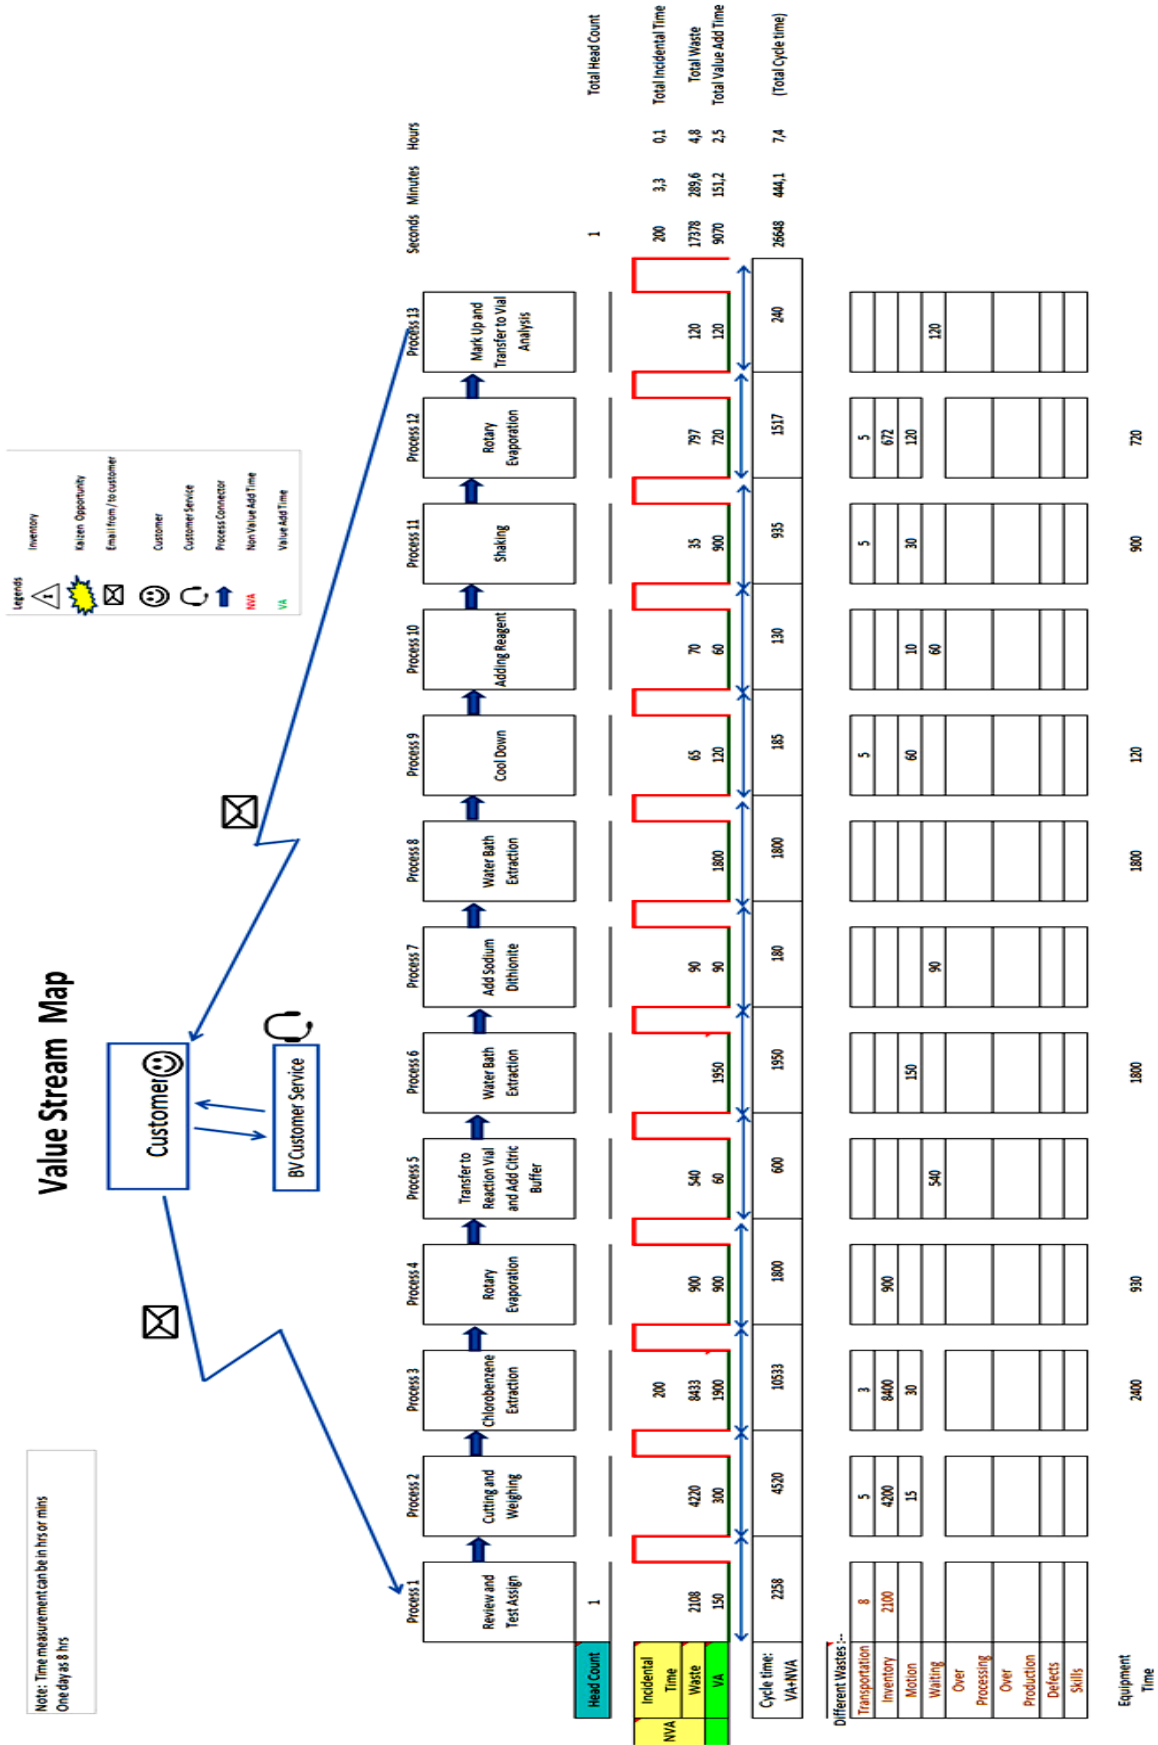 Value Stream Map
Note: Time measurement can be in hrs or mins
One day as 8 hrs
Customer
BV Customer Service
Legends
Inventory
Kaizen Opportunity
Email from / to customer
Customer
Customer Service
Process Connector
NVA Non Value Add Time
VA Value Add Time
Process 1 Process 2 Process 3 Process 4 Process 5 Process 6 Process 7 Process 8 Process 9 Process 10 Process 11 Process 12 Process 13
Review and
Test Assign
Cutting and
Weighing
Chlorobenzene
Extraction
Rotary
Evaporation
Transfer to
Reaction Vial
and Add Citric
Buffer
Water Bath
Extraction
Add Sodium
Dithionite
Water Bath
Extraction
Cool Down
Adding Reagent
Shaking
Rotary
Evaporation
Mark Up and
Transfer to Vial
Analysis
Seconds Minutes Hours
Head Count 1 1 Total Head Count
NVA
Incidental
Time
200 200 3,3 0,1 Total Incidental Time
Waste 2108 4220 8433 900 540 90 65 70 35 797 120 17378 289,6 4,8 Total Waste
VA 150 300 1900 900 60 1950 90 1800 120 60 900 720 120 9070 151,2 2,5 Total Value Add Time
Cycle time:
VA+NVA
2258 4520 10533 1800 600 1950 180 1800 185 130 935 1517 240 26648 444,1 7,4 (Total Cycle time)
Different Wastes :--
Transportation 8 5 3 5 5 5
Inventory 2100 4200 8400 900 672
Motion 15 30 150 60 10 30 120
Waiting 540 90 60 120
Over
Processing
Over
Production
Defects
Skills
Equipment
Time
2400 930 1800 1800 120 900 720